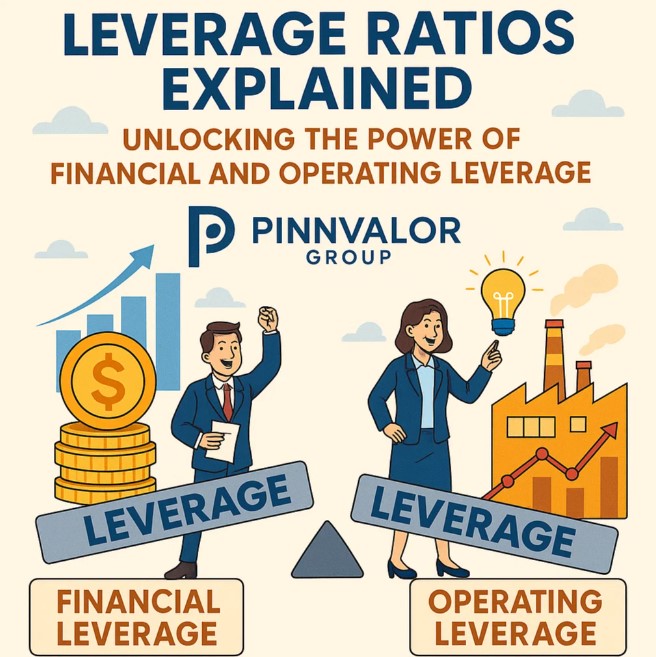 LEVERAGE RATIOS
EXPLAINED
UNLOCKING THE POWER OF
FINANCIAL AND OPERATING LEVERAGE
PINNVALOR
GROUP
$
LEVERAGE
LEVERAGE
FINANCIAL
LEVERAGE
OPERATING
LEVERAGE